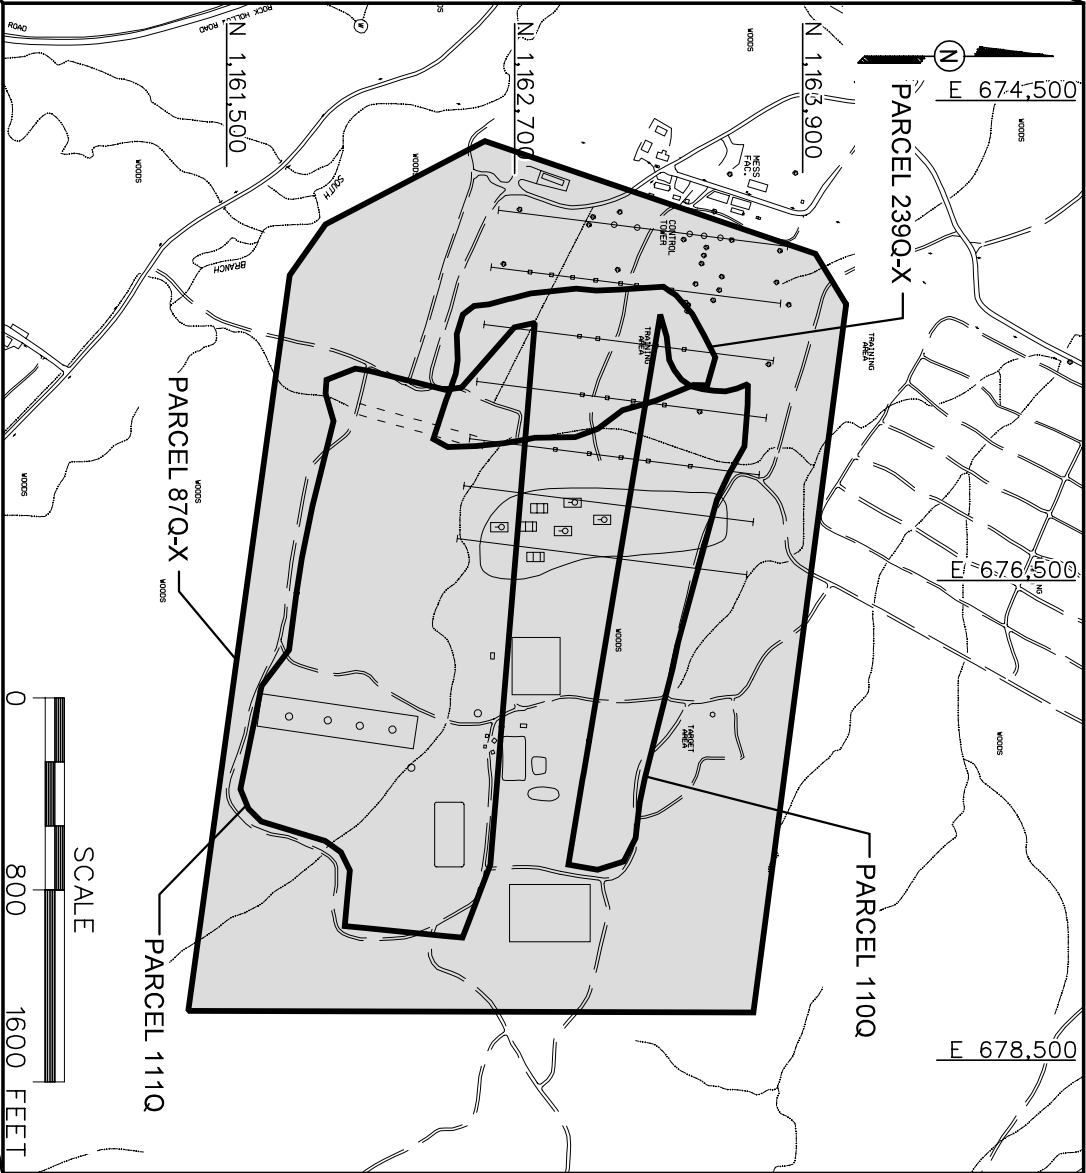 ROAD
ROCK HOLLOW ROAD
W
N 1,161,500
N 1,162,700
N 1,163,900
N
E 674,500
E 676,500
E 678,500
WOODS
WOODS
WOODS
WOODS
SOUTH
BRANCH
MESS
FAC.
CONTROL
TOWER
TRAINING
AREA
TRAINING
AREA
PARCEL 239Q-X
PARCEL 87Q-X
WOODS
WOODS
WOODS
WOODS
WOODS
TARGET
AREA
PARCEL 110Q
PARCEL 111Q
SCALE
0 800 1600 FEET